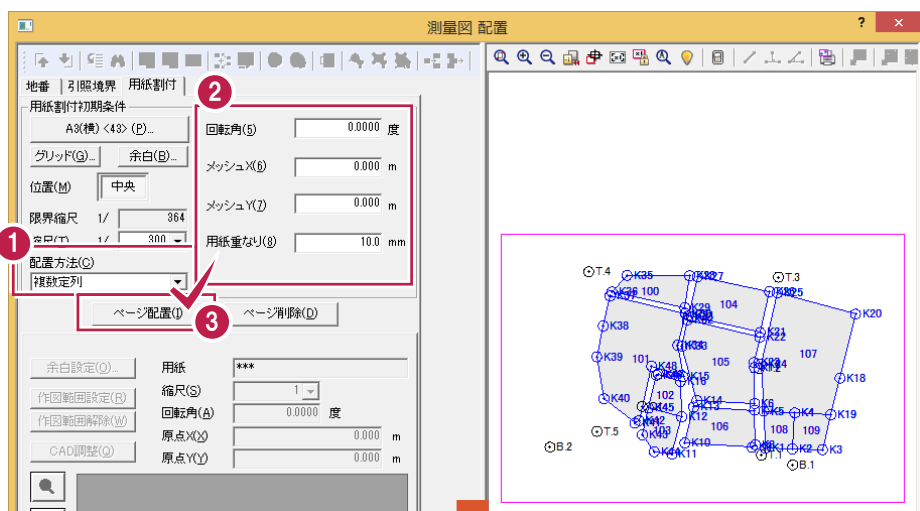 測量図 配置
? ×
地番 引照境界 用紙割付
用紙割付初期条件
A3(横) <43> (P)...
グリッド(G)... 余白(B)...
位置(M) 中央
限界縮尺 1/ 364
縮尺(T) 1/ 300
配置方法(C)
複数定列
1
2
回転角(5) 0.0000 度
メッシュX(6) 0.000 m
メッシュY(7) 0.000 m
用紙重なり(8) 10.0 mm
ページ配置(I) ページ削除(D)
3
余白設定(O)...
作図範囲設定(R)
作図範囲解除(W)
CAD調整(Q)
用紙 ***
縮尺(S) 1
回転角(A) 0.0000 度
原点X(X) 0.000 m
原点Y(Y) 0.000 m
T.4 K35 K27 T.3
K37 100 K29 104 K25 K20
K38 K31
K22
K39 101 K48 105 107
K15 K16 K18
K40 102 K45 K14 K13 K6 K5 K4 K19
K12
T.5 103 K43 106 108 109
B.2 K44 K11 K10 K1 K2 K3
T.1
B.1